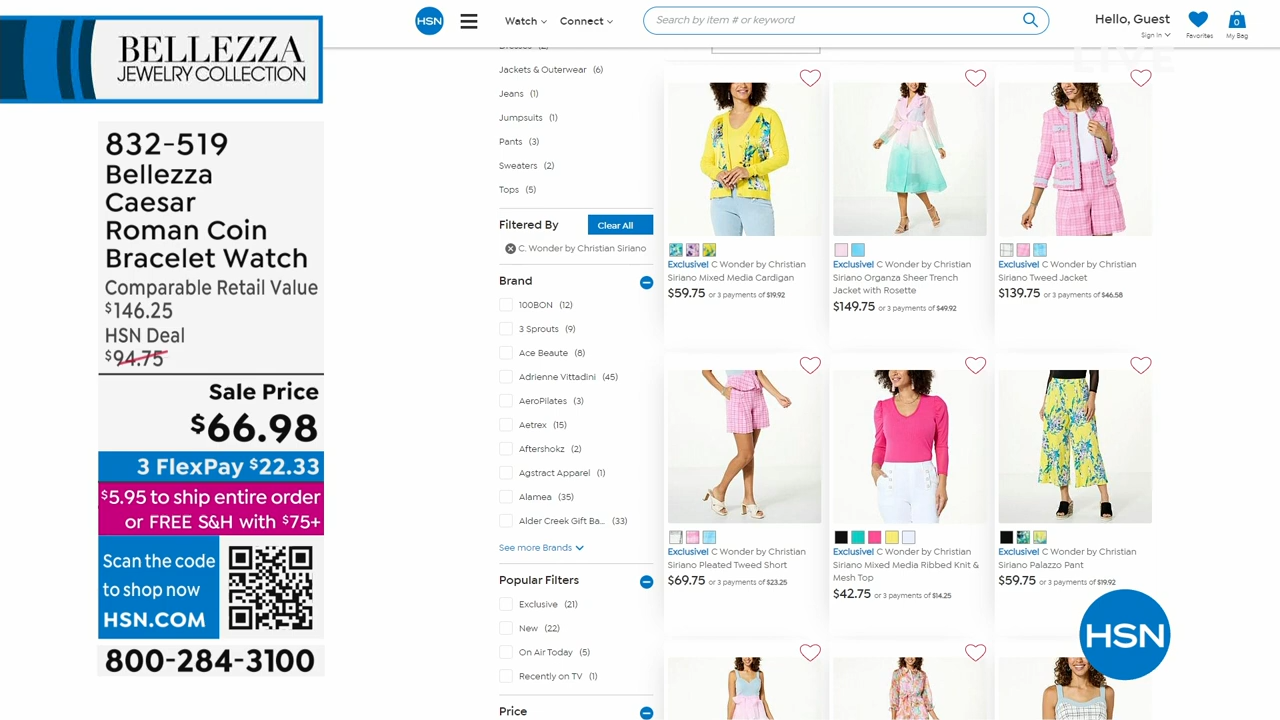 BELLEZZA
JEWELRY COLLECTION
832-519
Bellezza
Caesar
Roman Coin
Bracelet Watch
Comparable Retail Value
$146.25
HSN Deal
$94.75
Sale Price
$66.98
3 FlexPay $22.33
$5.95 to ship entire order
or FREE S&H with $75+
Scan the code
to shop now
HSN.COM
800-284-3100
HSN
Watch
Connect
Search by item # or keyword
Hello, Guest
Sign In
Favorites
0
My Bag
LIVE
Jackets & Outerwear (6)
Jeans (1)
Jumpsuits (1)
Pants (3)
Sweaters (2)
Tops (5)
Filtered By
Clear All
C. Wonder by Christian Siriano
Brand
100BON (12)
3 Sprouts (9)
Ace Beaute (8)
Adrienne Vittadini (45)
AeroPilates (3)
Aetrex (15)
Aftershokz (2)
Agstract Apparel (1)
Alamea (35)
Alder Creek Gift Ba... (33)
See more Brands
Popular Filters
Exclusive (21)
New (22)
On Air Today (5)
Recently on TV (1)
Price
Exclusive! C Wonder by Christian
Siriano Mixed Media Cardigan
$59.75 or 3 payments of $19.92
Exclusive! C Wonder by Christian
Siriano Organza Sheer Trench
Jacket with Rosette
$149.75 or 3 payments of $49.92
Exclusive! C Wonder by Christian
Siriano Tweed Jacket
$139.75 or 3 payments of $46.58
Exclusive! C Wonder by Christian
Siriano Pleated Tweed Short
$69.75 or 3 payments of $23.25
Exclusive! C Wonder by Christian
Siriano Mixed Media Ribbed Knit &
Mesh Top
$42.75 or 3 payments of $14.25
Exclusive! C Wonder by Christian
Siriano Palazzo Pant
$59.75 or 3 payments of $19.92
HSN